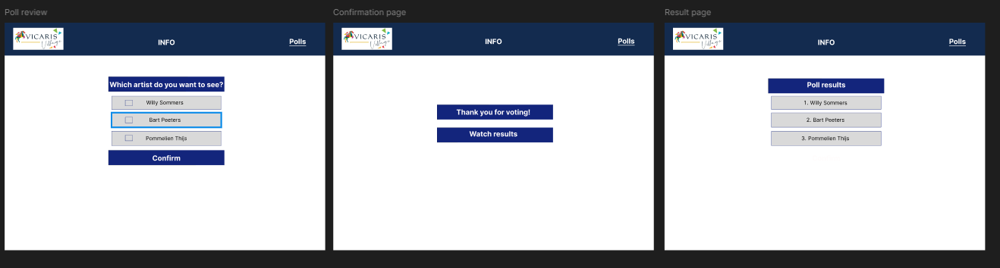 Poll review
VICARIS
Village
INFO
Polls
Which artist do you want to see?
Willy Sommers
Bart Peeters
Pommelien Thijs
Confirm
Confirmation page
VICARIS
Village
INFO
Polls
Thank you for voting!
Watch results
Result page
VICARIS
Village
INFO
Polls
Poll results
1. Willy Sommers
2. Bart Peeters
3. Pommelien Thijs